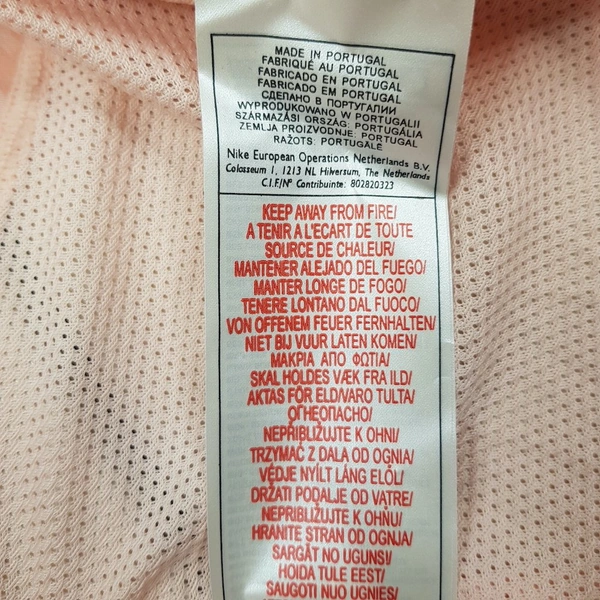 MADE IN PORTUGAL
FABRIQUÉ AU PORTUGAL
FABRICADO EN PORTUGAL
FABRICADO EM PORTUGAL
СДЕЛАНО В ПОРТУГАЛИИ
WYPRODUKOWANO W PORTUGALII
SZÁRMAZÁSI ORSZÁG: PORTUGÁLIA
ZEMLJA PROIZVODNJE: PORTUGAL
RAŽOTS: PORTUGĀLE
Nike European Operations Netherlands B.V.
Colosseum 1, 1213 NL Hilversum, The Netherlands
C.I.F./Nº Contribuinte: 802820323
KEEP AWAY FROM FIRE/
A TENIR A L'ECART DE TOUTE
SOURCE DE CHALEUR/
MANTENER ALEJADO DEL FUEGO/
MANTER LONGE DE FOGO/
TENERE LONTANO DAL FUOCO/
VON OFFENEM FEUER FERNHALTEN/
NIET BIJ VUUR LATEN KOMEN/
ΜΑΚΡΙΑ ΑΠΟ ΦΩΤΙΑ/
SKAL HOLDES VÆK FRA ILD/
AKTAS FÖR ELD/VARO TULTA/
ОГНЕОПАСНО/
NEPRIBLIŽUJTE K OHNI/
TRZYMAĆ Z DALA OD OGNIA/
VÉDJE NYÍLT LÁNG ELŐL/
DRŽATI PODALJE OD VATRE/
NEPRIBLIŽUJTE K OHŇU/
HRANITE STRAN OD OGNJA/
SARGĀT NO UGUNS/
HOIDA TULE EEST/
SAUGOTI NUO UGNIES/